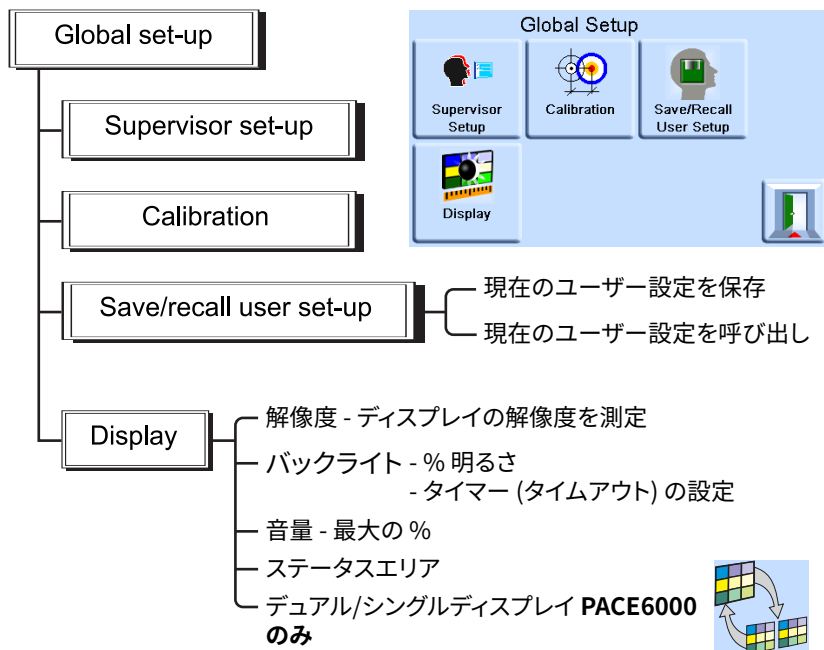 Global set-up
Supervisor set-up
Calibration
Save/recall user set-up
現在のユーザー設定を保存
現在のユーザー設定を呼び出し
Display
解像度 - ディスプレイの解像度を測定
バックライト - % 明るさ
- タイマー (タイムアウト) の設定
音量 - 最大の %
ステータスエリア
デュアル/シングルディスプレイ PACE6000
のみ
Global Setup
Supervisor
Setup
Calibration
Save/Recall
User Setup
Display